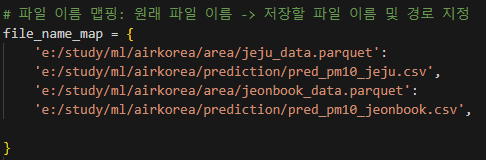 # 파일 이름 맵핑: 원래 파일 이름 -> 저장할 파일 이름 및 경로 지정
file_name_map = {
    'e:/study/ml/airkorea/area/jeju_data.parquet':
    'e:/study/ml/airkorea/prediction/pred_pm10_jeju.csv',
    'e:/study/ml/airkorea/area/jeonbook_data.parquet':
    'e:/study/ml/airkorea/prediction/pred_pm10_jeonbook.csv',

}